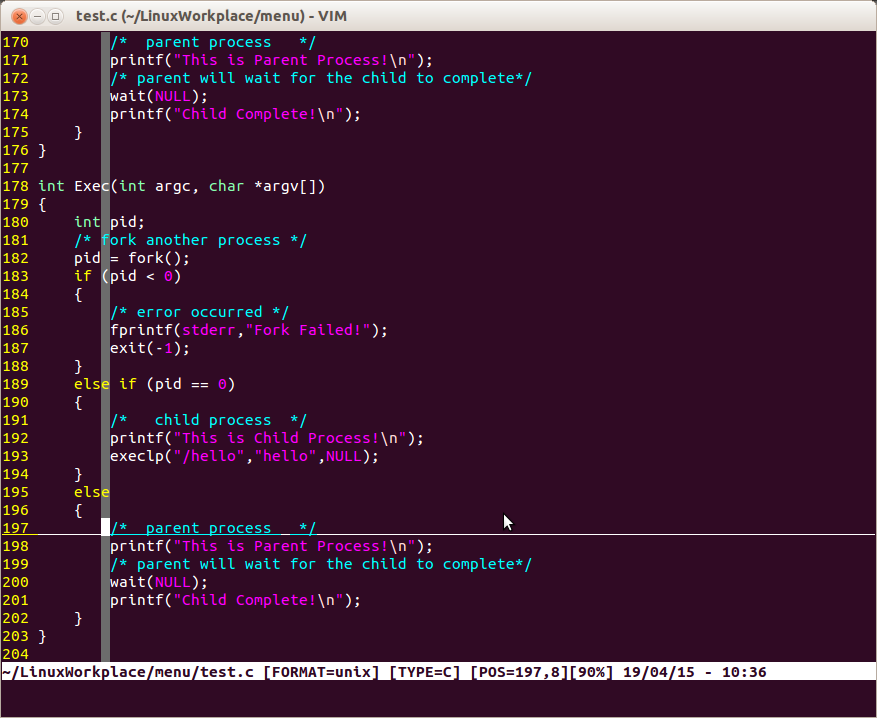 test.c (~/LinuxWorkplace/menu) - VIM
170         /*  parent process   */
171         printf("This is Parent Process!\n");
172         /* parent will wait for the child to complete*/
173         wait(NULL);
174         printf("Child Complete!\n");
175     }
176 }
177
178 int Exec(int argc, char *argv[])
179 {
180     int pid;
181     /* fork another process */
182     pid = fork();
183     if (pid < 0)
184     {
185         /* error occurred */
186         fprintf(stderr,"Fork Failed!");
187         exit(-1);
188     }
189     else if (pid == 0)
190     {
191         /*   child process  */
192         printf("This is Child Process!\n");
193         execlp("/hello","hello",NULL);
194     }
195     else
196     {
197         /*  parent process   */
198         printf("This is Parent Process!\n");
199         /* parent will wait for the child to complete*/
200         wait(NULL);
201         printf("Child Complete!\n");
202     }
203 }
204
~/LinuxWorkplace/menu/test.c [FORMAT=unix] [TYPE=C] [POS=197,8][90%] 19/04/15 - 10:36